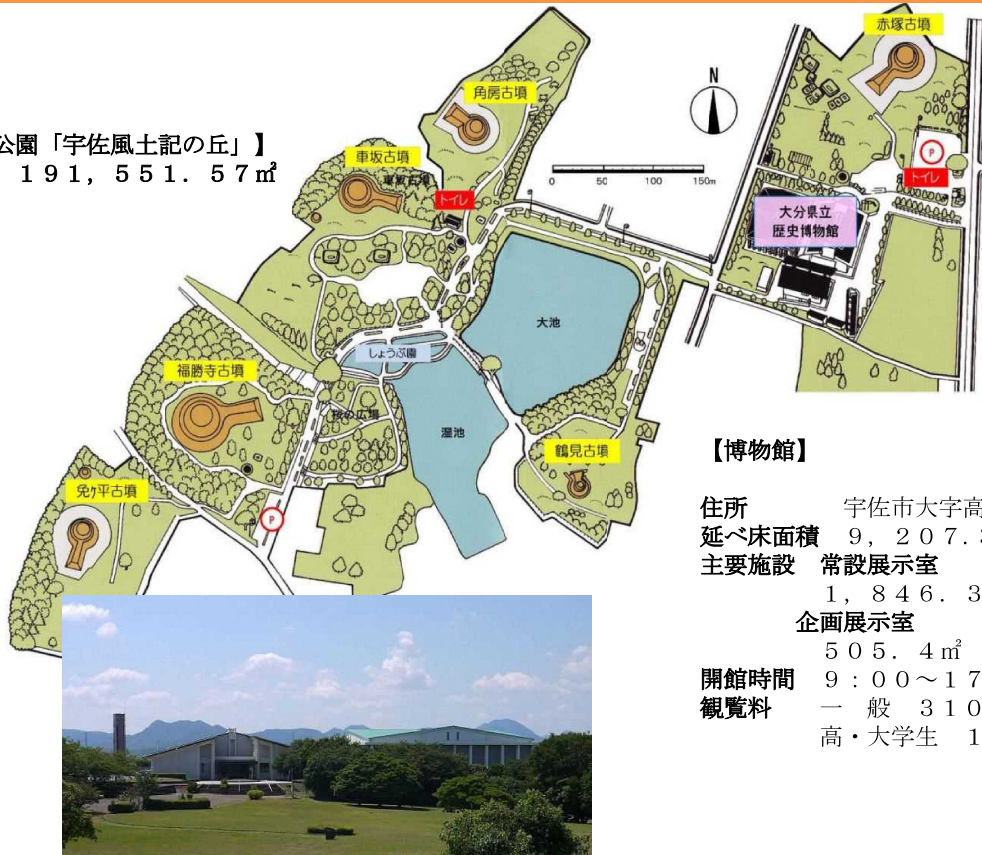 赤塚古墳
角房古墳
N
公園「宇佐風土記の丘」】
191,551.57㎡
車坂古墳
P
0 50 100 150m
トイレ
トイレ
大分県立
歴史博物館
大池
しょうぶ園
福勝寺古墳
桜の広場
湿池
鶴見古墳
【博物館】
免ヶ平古墳
P
住所 宇佐市大字高
延べ床面積 9,207.3
主要施設 常設展示室
1,846.3
企画展示室
505.4㎡
開館時間 9:00~17
観覧料 一般 310
高・大学生 1